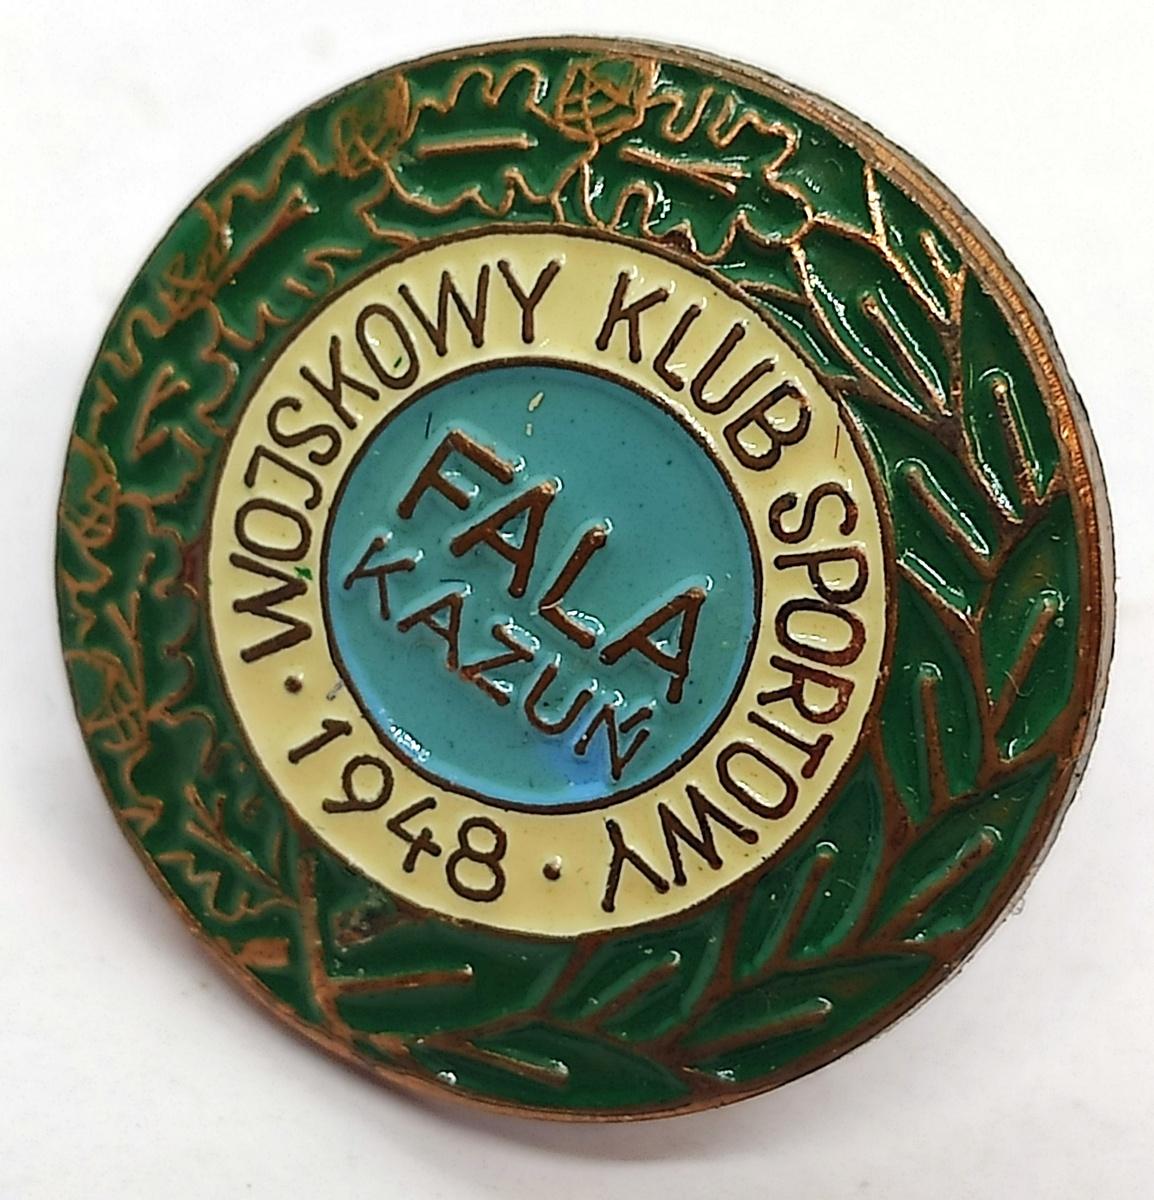 WOJSKOWY KLUB SPORTOWY
· 1948 ·
FALA
KAZUŃ